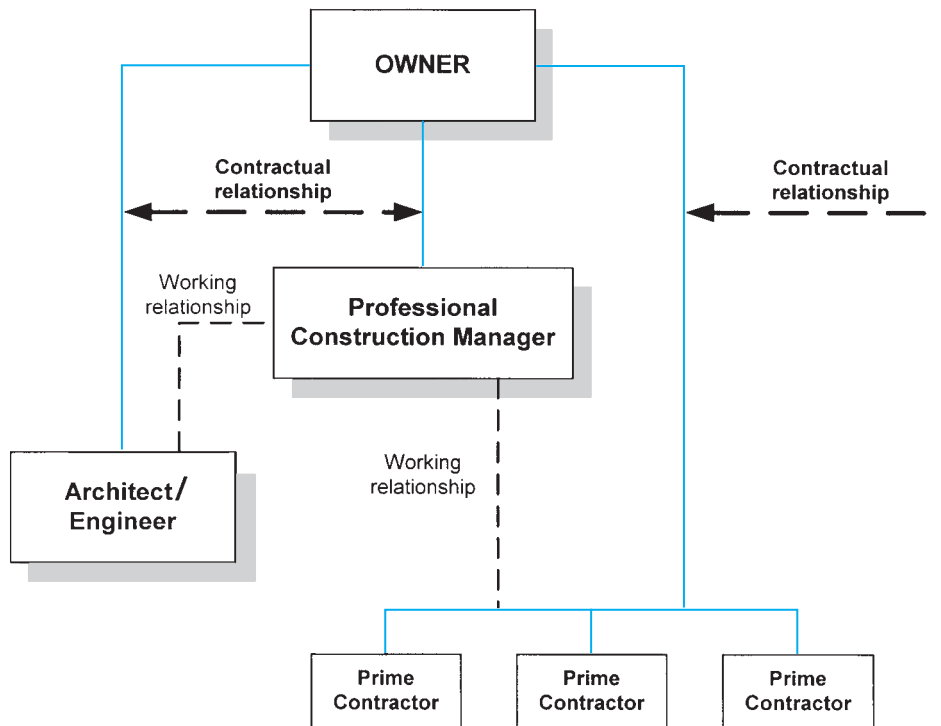 OWNER
Contractual
relationship
Contractual
relationship
Working
relationship
Professional
Construction Manager
Architect/
Engineer
Working
relationship
Prime
Contractor
Prime
Contractor
Prime
Contractor